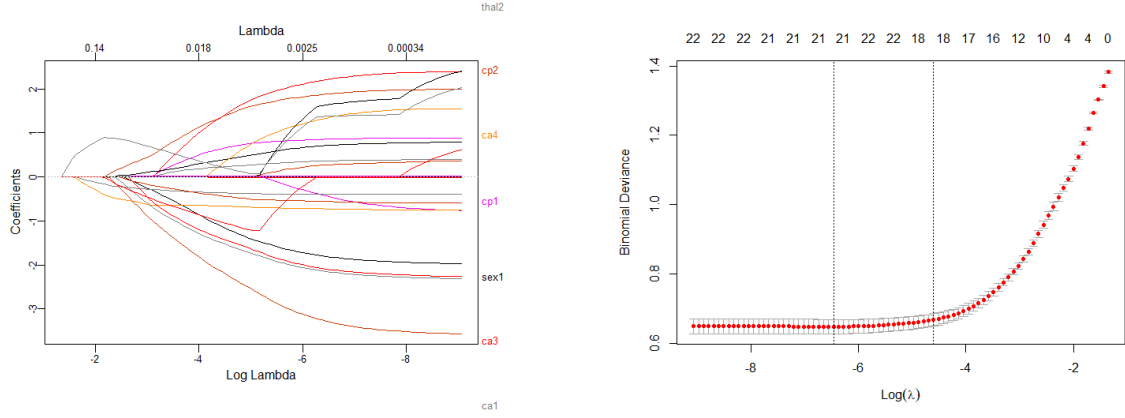 thal2
Lambda
0.14 0.018 0.0025 0.00034
cp2
ca4
cp1
sex1
ca3
ca1
Coefficients
2
1
0
-1
-2
-3
-2 -4 -6 -8
Log Lambda
22 22 22 21 21 21 21 22 22 18 18 17 16 12 10 4 4 0
Binomial Deviance
1.4
1.2
1.0
0.8
0.6
-8 -6 -4 -2
Log(λ)